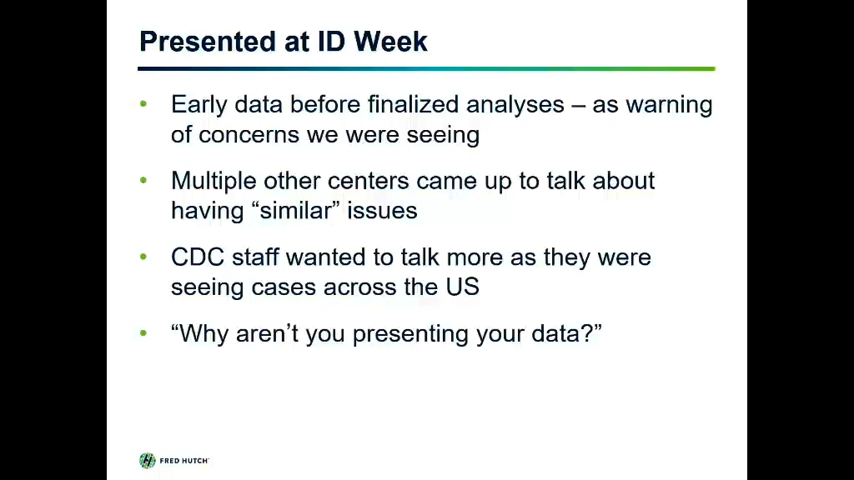 Presented at ID Week
• Early data before finalized analyses – as warning
of concerns we were seeing
• Multiple other centers came up to talk about
having “similar” issues
• CDC staff wanted to talk more as they were
seeing cases across the US
• “Why aren’t you presenting your data?”
FRED HUTCH